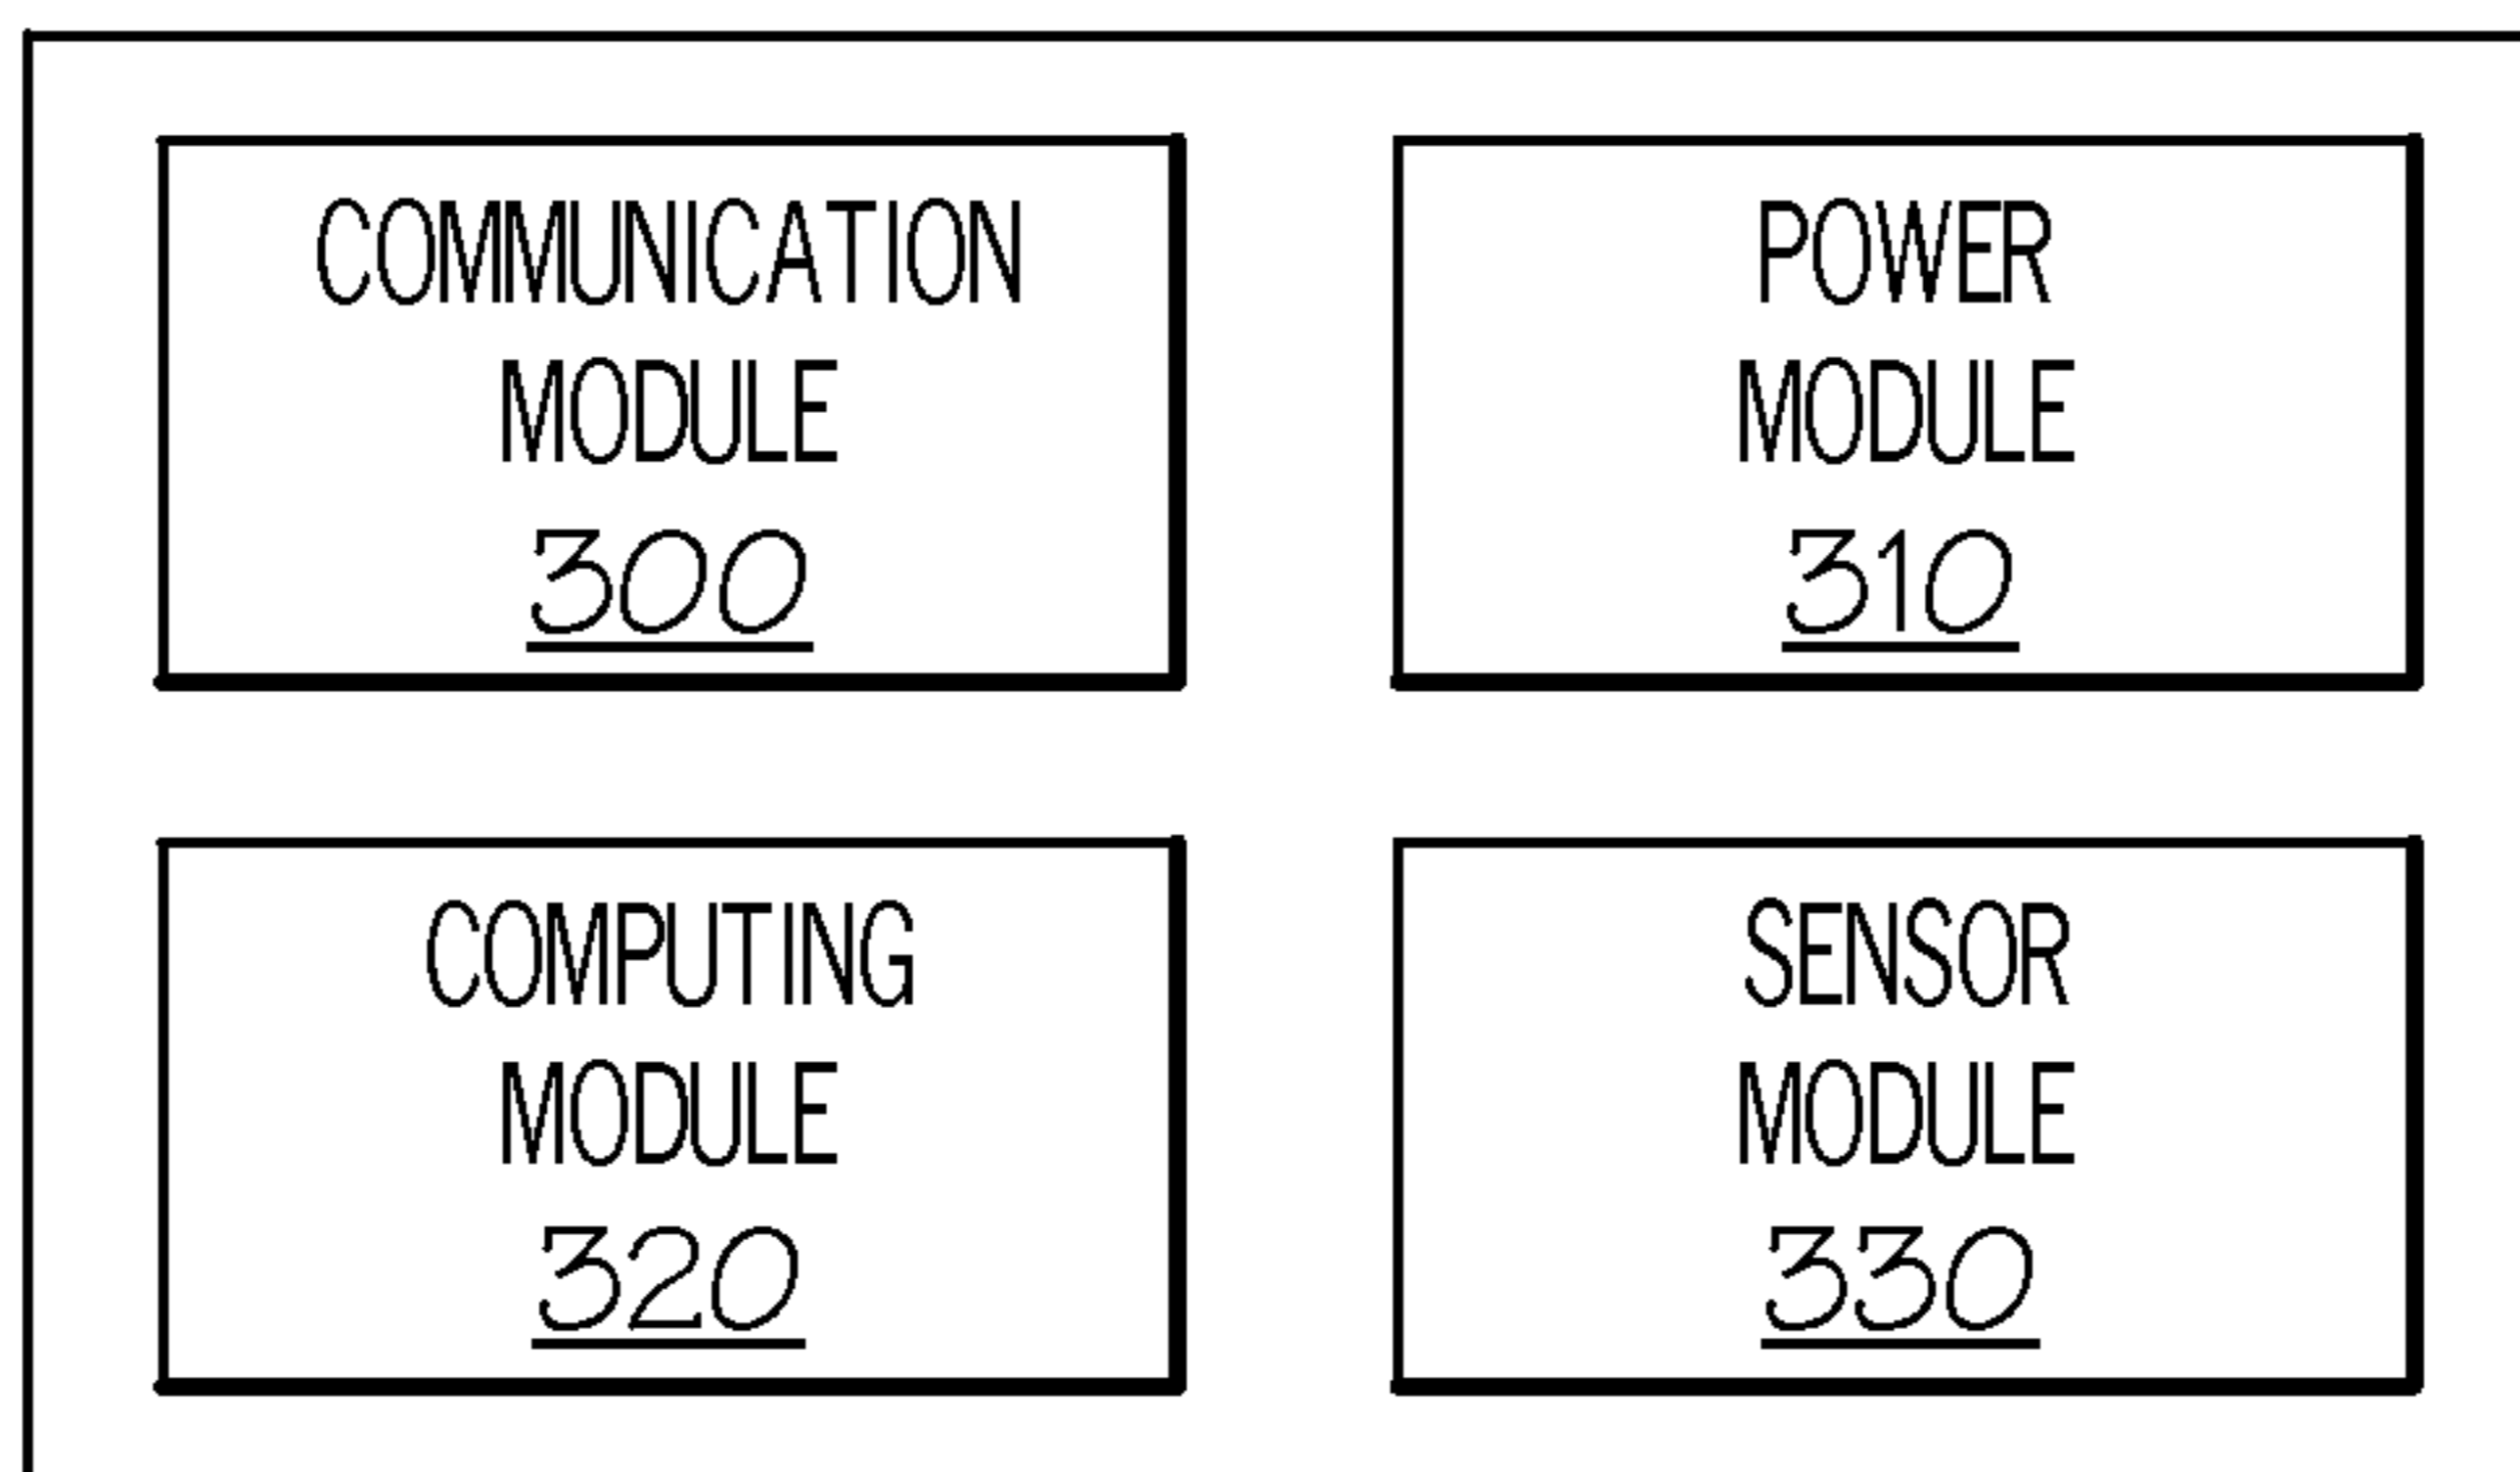 COMMUNICATION
MODULE
300
POWER
MODULE
310
COMPUTING
MODULE
320
SENSOR
MODULE
330